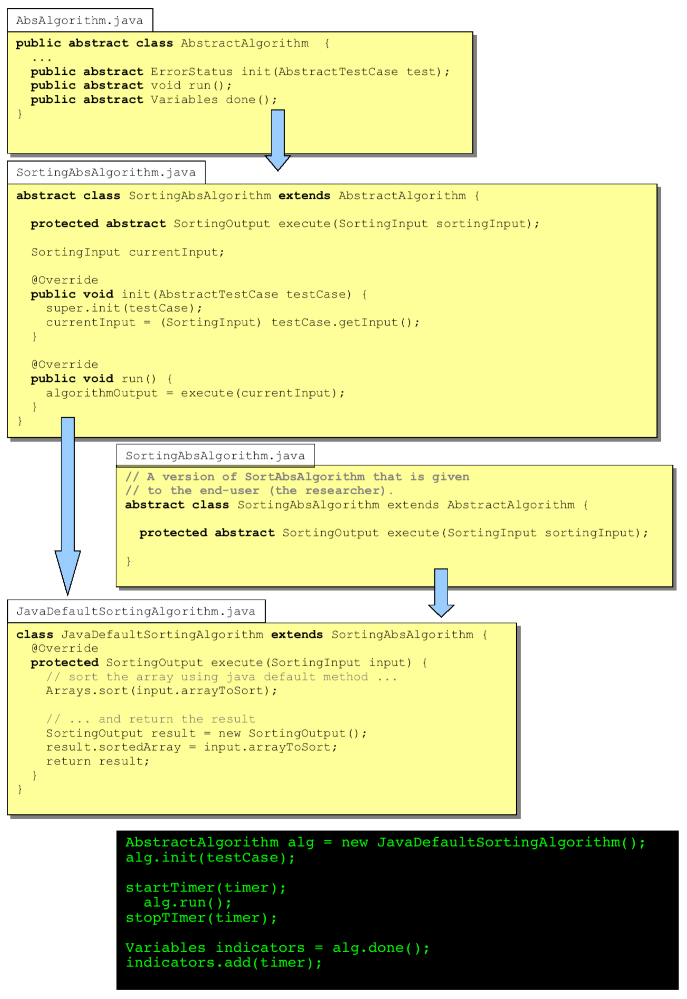 AbsAlgorithm.java
public abstract class AbstractAlgorithm  {
  ...
  public abstract ErrorStatus init(AbstractTestCase test);
  public abstract void run();
  public abstract Variables done();
}
SortingAbsAlgorithm.java
abstract class SortingAbsAlgorithm extends AbstractAlgorithm {
  protected abstract SortingOutput execute(SortingInput sortingInput);
  SortingInput currentInput;
  @Override
  public void init(AbstractTestCase testCase) {
    super.init(testCase);
    currentInput = (SortingInput) testCase.getInput();
  }
  @Override
  public void run() {
    algorithmOutput = execute(currentInput);
  }
}
SortingAbsAlgorithm.java
// A version of SortAbsAlgorithm that is given
// to the end-user (the researcher).
abstract class SortingAbsAlgorithm extends AbstractAlgorithm {
  protected abstract SortingOutput execute(SortingInput sortingInput);
}
JavaDefaultSortingAlgorithm.java
class JavaDefaultSortingAlgorithm extends SortingAbsAlgorithm {
  @Override
  protected SortingOutput execute(SortingInput input) {
    // sort the array using java default method ...
    Arrays.sort(input.arrayToSort);
    // ... and return the result
    SortingOutput result = new SortingOutput();
    result.sortedArray = input.arrayToSort;
    return result;
  }
}
AbstractAlgorithm alg = new JavaDefaultSortingAlgorithm();
alg.init(testCase);
startTimer(timer);
  alg.run();
stopTImer(timer);
Variables indicators = alg.done();
indicators.add(timer);